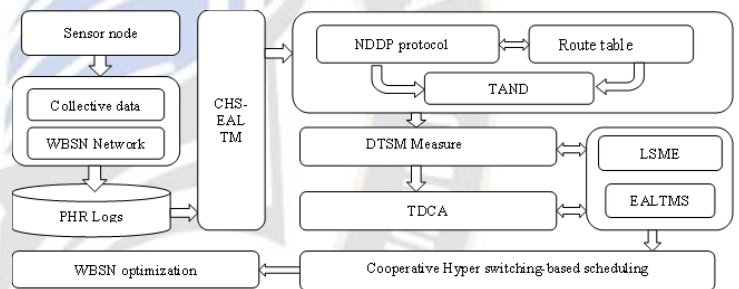 Sensor node
Collective data
WBSN Network
PHR Logs
CHS-
EAL
TM
NDDP protocol
Route table
TAND
DTSM Measure
LSME
EALTMS
TDCA
Cooperative Hyper switching-based scheduling
WBSN optimization